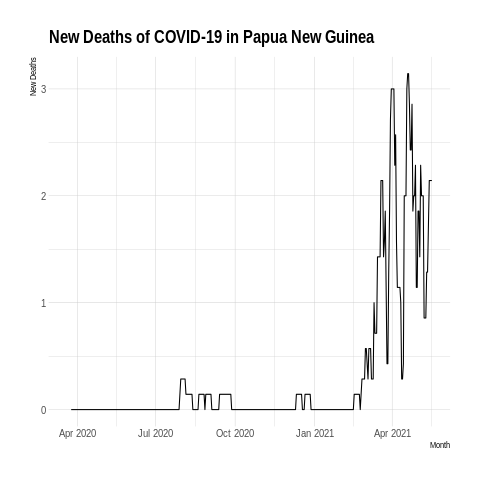 New Deaths of COVID-19 in Papua New Guinea
New Deaths
3
2
1
0
Apr 2020
Jul 2020
Oct 2020
Jan 2021
Apr 2021
Month